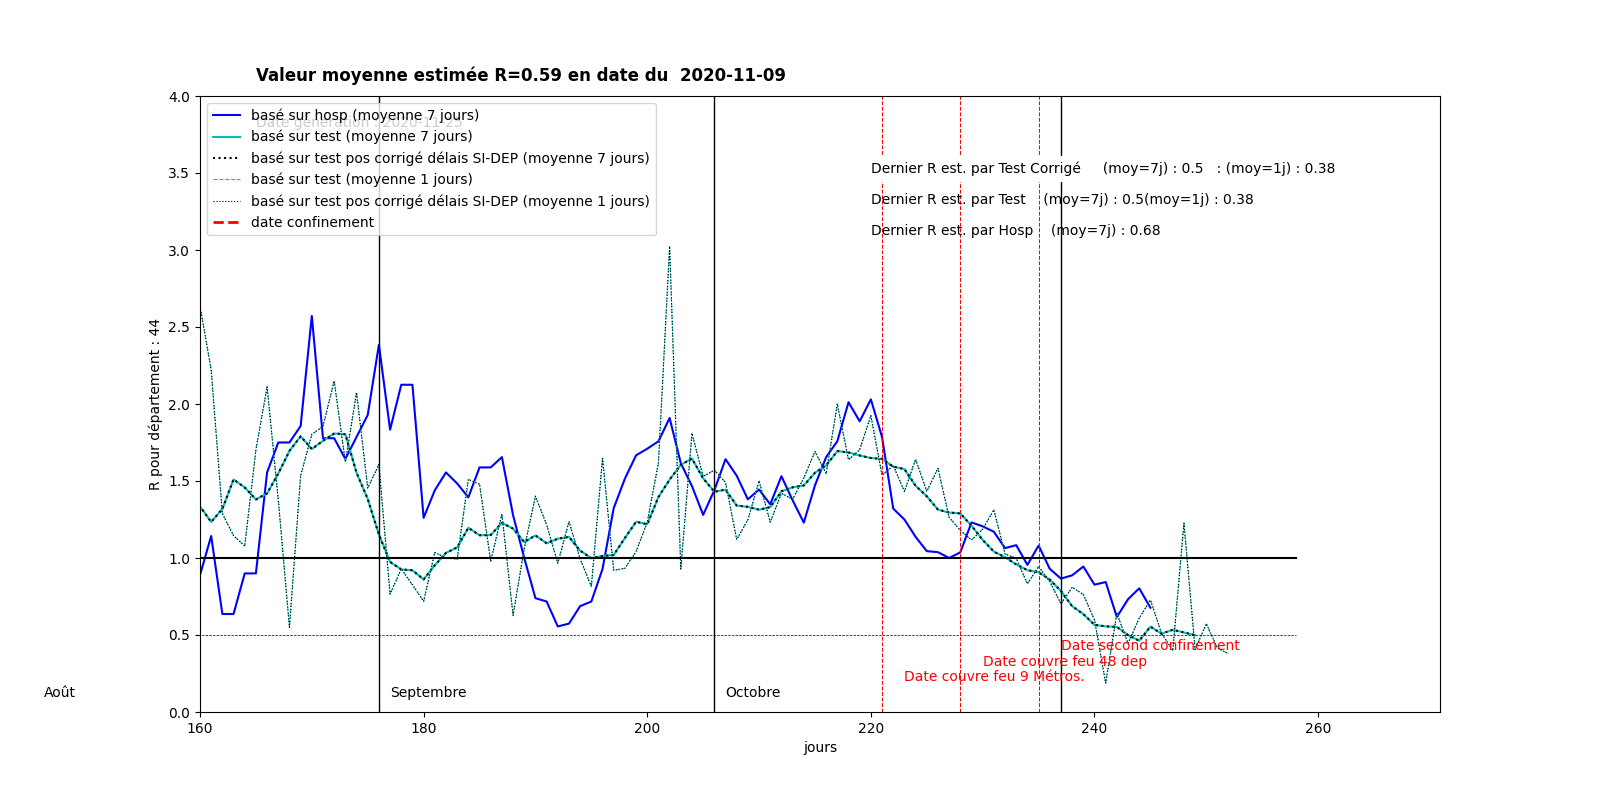 Valeur moyenne estimée R=0.59 en date du  2020-11-09
4.0
3.5
3.0
2.5
2.0
1.5
1.0
0.5
0.0
R pour département : 44
basé sur hosp (moyenne 7 jours)
basé sur test (moyenne 7 jours)
basé sur test pos corrigé délais SI-DEP (moyenne 7 jours)
basé sur test (moyenne 1 jours)
basé sur test pos corrigé délais SI-DEP (moyenne 1 jours)
date confinement
Dernier R est. par Test Corrigé     (moy=7j) : 0.5   : (moy=1j) : 0.38
Dernier R est. par Test    (moy=7j) : 0.5(moy=1j) : 0.38
Dernier R est. par Hosp    (moy=7j) : 0.68
Date second confinement
Date couvre feu 48 dep
Date couvre feu 9 Métros.
Août
Septembre
Octobre
160
180
200
220
240
260
jours